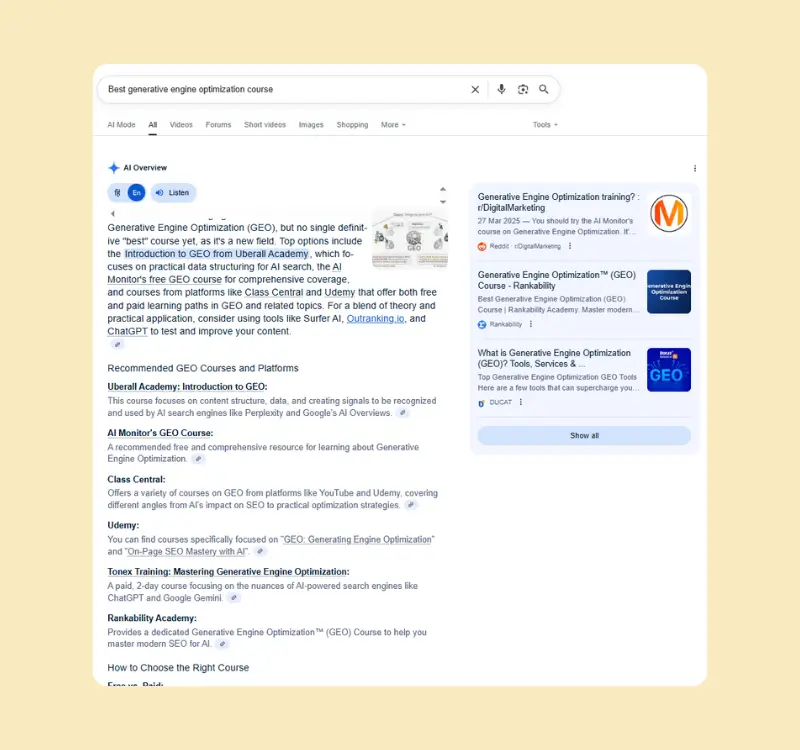 Best generative engine optimization course
AI Mode All Videos Forums Short videos Images Shopping More Tools
AI Overview
En Listen
Generative Engine Optimization (GEO), but no single definit-
ive "best" course yet, as it's a new field. Top options include
the Introduction to GEO from Uberall Academy, which fo-
cuses on practical data structuring for AI search, the AI
Monitor's free GEO course for comprehensive coverage,
and courses from platforms like Class Central and Udemy that offer both free
and paid learning paths in GEO and related topics. For a blend of theory and
practical application, consider using tools like Surfer AI, Outranking.io, and
ChatGPT to test and improve your content.
GEO
Recommended GEO Courses and Platforms
Uberall Academy: Introduction to GEO:
This course focuses on content structure, data, and creating signals to be recognized
and used by AI search engines like Perplexity and Google's AI Overviews.
AI Monitor's GEO Course:
A recommended free and comprehensive resource for learning about Generative
Engine Optimization.
Class Central:
Offers a variety of courses on GEO from platforms like YouTube and Udemy, covering
different angles from AI's impact on SEO to practical optimization strategies.
Udemy:
You can find courses specifically focused on "GEO: Generating Engine Optimization"
and "On-Page SEO Mastery with AI".
Tonex Training: Mastering Generative Engine Optimization:
A paid, 2-day course focusing on the nuances of AI-powered search engines like
ChatGPT and Google Gemini.
Rankability Academy:
Provides a dedicated Generative Engine Optimization™ (GEO) Course to help you
master modern SEO for AI.
How to Choose the Right Course
Free vs. Paid:
Generative Engine Optimization training? :
r/DigitalMarketing
27 Mar 2025 — You should try the AI Monitor's
course on Generative Engine Optimization. It'...
Reddit · r/DigitalMarketing
Generative Engine Optimization™ (GEO)
Course - Rankability
Best Generative Engine Optimization (GEO)
Course | Rankability Academy. Master modern...
Rankability
Generative Engine
Optimization
Course
What is Generative Engine Optimization
(GEO)? Tools, Services & ...
Top Generative Engine Optimization GEO Tools
Here are a few tools that can supercharge you...
DUCAT
GEO
Show all